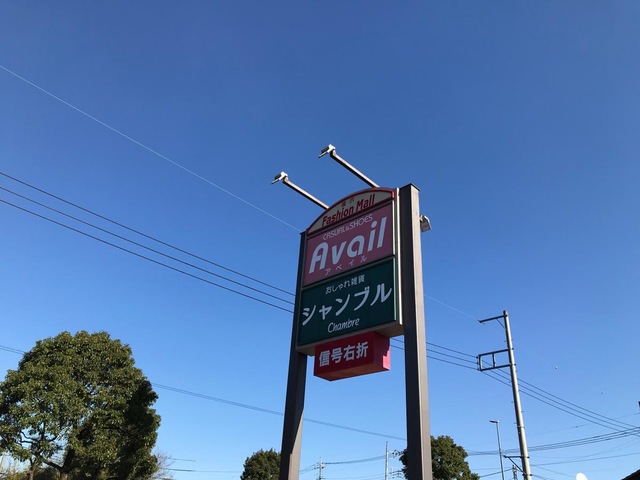 Fashion Mall
CASUAL&SHOES
Avail
アベイル
おしゃれ雑貨
シャンブル
Chambre
信号右折